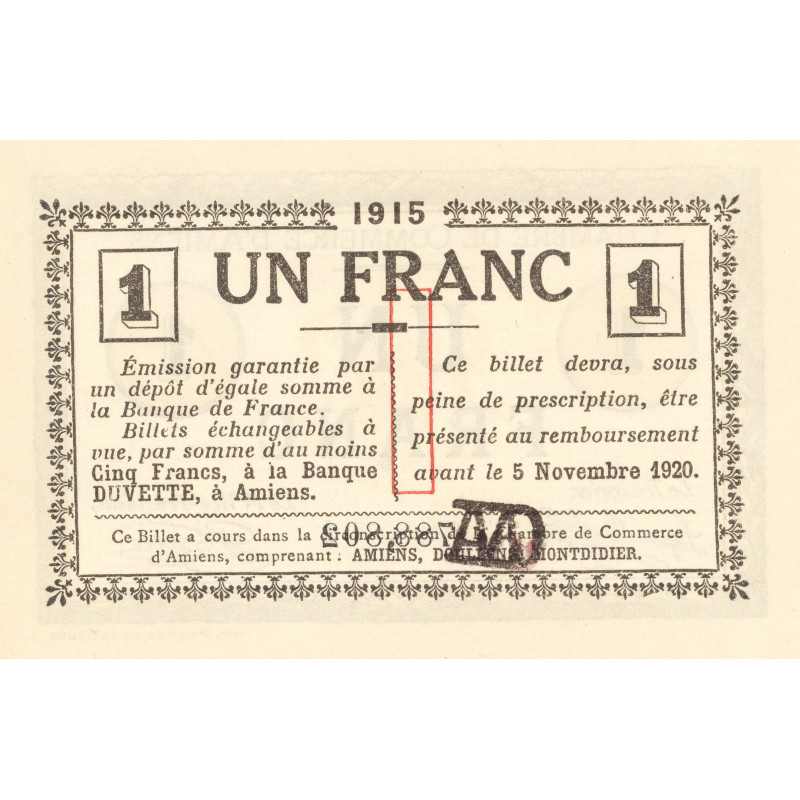 1915
1 UN FRANC 1
Émission garantie par
un dépôt d'égale somme à
la Banque de France.
Billets échangeables à
vue, par somme d'au moins
Cinq Francs, à la Banque
DUVETTE, à Amiens.
Ce billet devra, sous
peine de prescription, être
présenté au remboursement
avant le 5 Novembre 1920.
Ce Billet a cours dans la circonscription de la Chambre de Commerce
d'Amiens, comprenant : AMIENS, DOULLENS, MONTDIDIER.